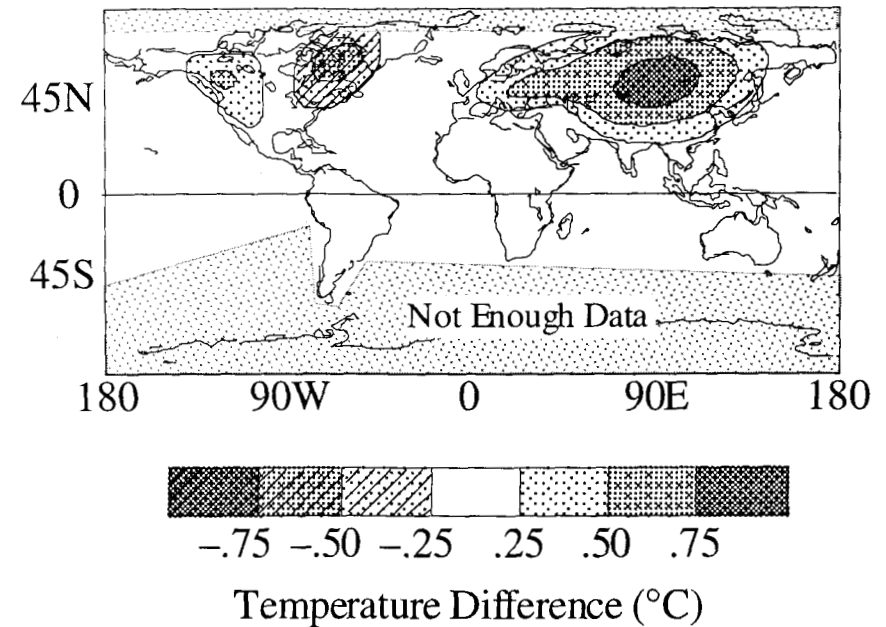 45N
0
45S
Not Enough Data
180 90W 0 90E 180
–.75 –.50 –.25 .25 .50 .75
Temperature Difference (°C)